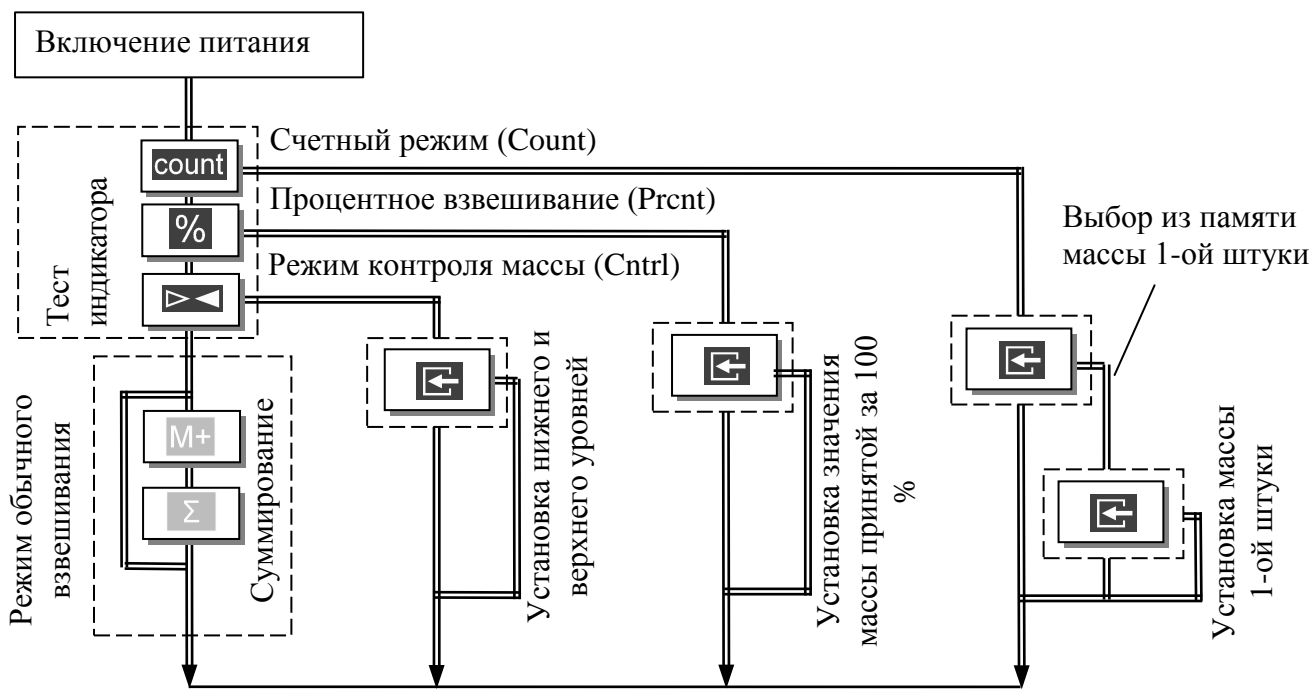 Включение питания
Тест
индикатора
count
Счетный режим (Count)
%
Процентное взвешивание (Prcnt)
Режим контроля массы (Cntrl)
Выбор из памяти
массы 1-ой штуки
Режим обычного
взвешивания
M+
Σ
Суммирование
Установка нижнего и
верхнего уровней
Установка значения
массы принятой за 100
%
Установка массы
1-ой штуки